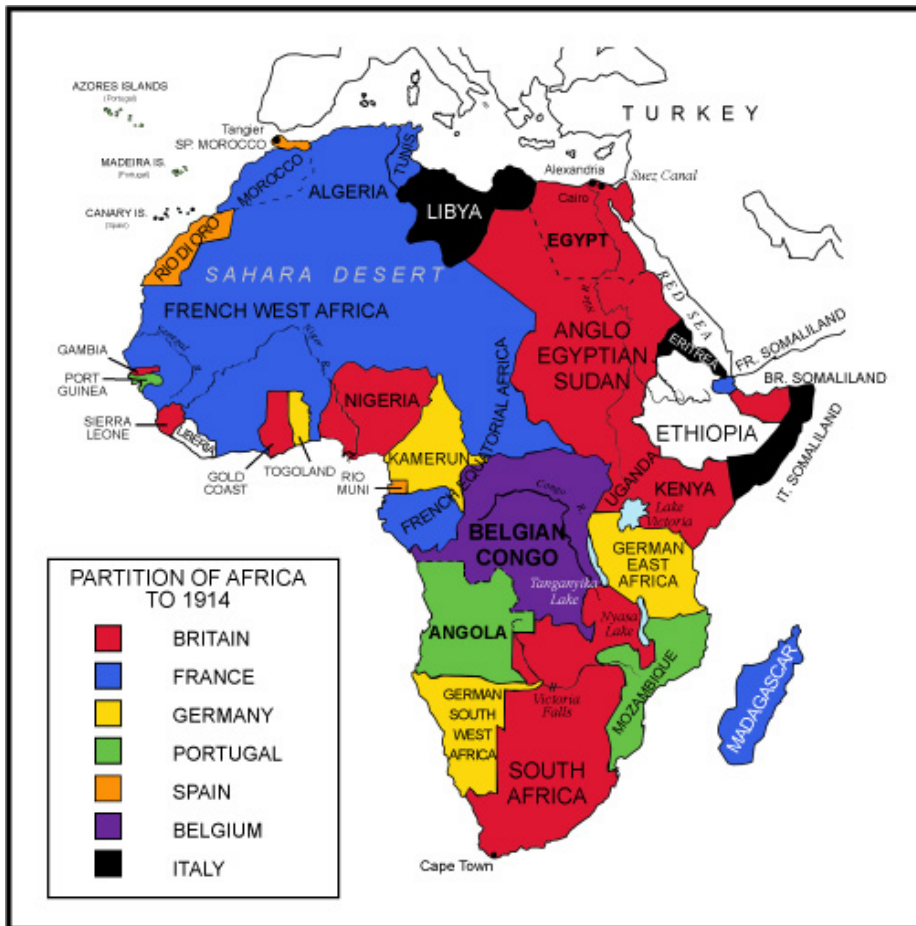 AZORES ISLANDS
(Portugal)
TURKEY
Tangier
SP. MOROCCO
MADEIRA IS.
(Portugal)
CANARY IS.
(Spain)
MOROCCO
ALGERIA
TUNIS
Alexandria
Suez Canal
Cairo
LIBYA
EGYPT
RIO DI ORO
SAHARA DESERT
Nile R.
RED SEA
FRENCH WEST AFRICA
ANGLO
EGYPTIAN
SUDAN
ERITREA
FR. SOMALILAND
BR. SOMALILAND
IT. SOMALILAND
GAMBIA
PORT
GUINEA
Senegal R.
Niger R.
SIERRA
LEONE
LIBERIA
GOLD
COAST
TOGOLAND
NIGERIA
KAMERUN
RIO
MUNI
FRENCH EQUATORIAL AFRICA
ETHIOPIA
UGANDA
KENYA
Lake
Victoria
Congo R.
BELGIAN
CONGO
GERMAN
EAST
AFRICA
Tanganyika
Lake
Nyasa
Lake
ANGOLA
MOZAMBIQUE
MADAGASCAR
GERMAN
SOUTH
WEST
AFRICA
Victoria
Falls
SOUTH
AFRICA
Cape Town
PARTITION OF AFRICA
TO 1914
BRITAIN
FRANCE
GERMANY
PORTUGAL
SPAIN
BELGIUM
ITALY